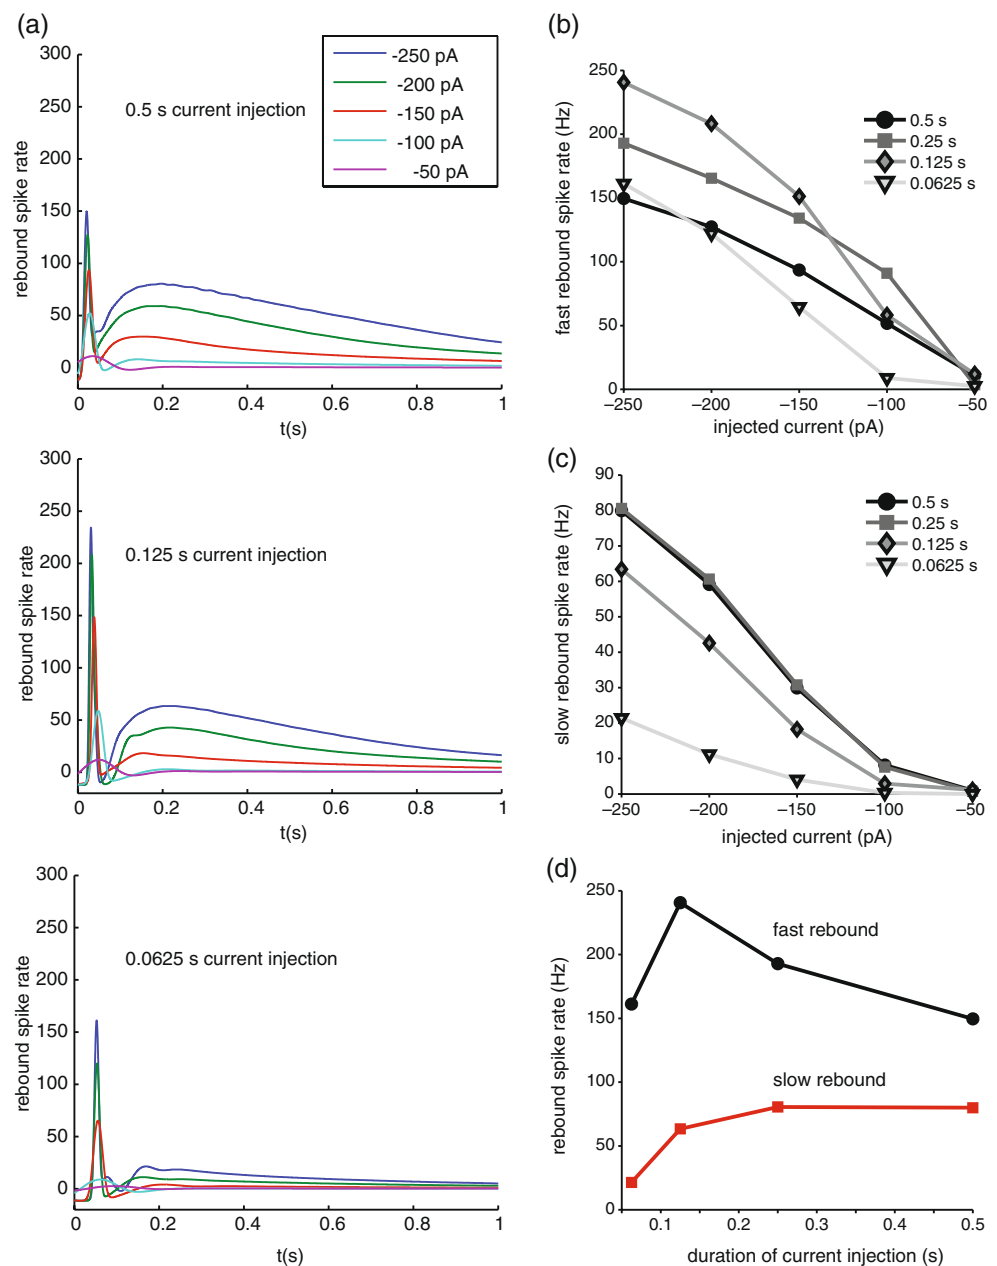 (a)
300
250
200
150
100
50
0
0
0.2
0.4
0.6
0.8
1
rebound spike rate
t(s)
0.5 s current injection
-250 pA
-200 pA
-150 pA
-100 pA
-50 pA
300
250
200
150
100
50
0
0
0.2
0.4
0.6
0.8
1
rebound spike rate
t(s)
0.125 s current injection
300
250
200
150
100
50
0
0
0.2
0.4
0.6
0.8
1
rebound spike rate
t(s)
0.0625 s current injection
(b)
250
200
150
100
50
0
−250
−200
−150
−100
−50
fast rebound spike rate (Hz)
injected current (pA)
0.5 s
0.25 s
0.125 s
0.0625 s
(c)
90
80
70
60
50
40
30
20
10
0
−250
−200
−150
−100
−50
slow rebound spike rate (Hz)
injected current (pA)
0.5 s
0.25 s
0.125 s
0.0625 s
(d)
250
200
150
100
50
0
0.1
0.2
0.3
0.4
0.5
rebound spike rate (Hz)
duration of current injection (s)
fast rebound
slow rebound